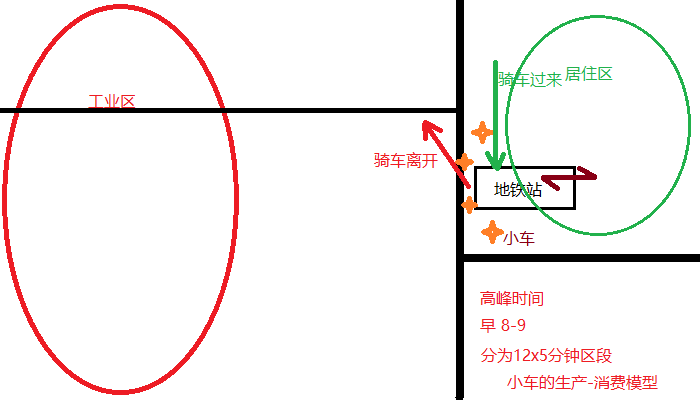 骑车过来
居住区
工业区
骑车离开
地铁站
小车
高峰时间
早 8-9
分为12x5分钟区段
小车的生产-消费模型